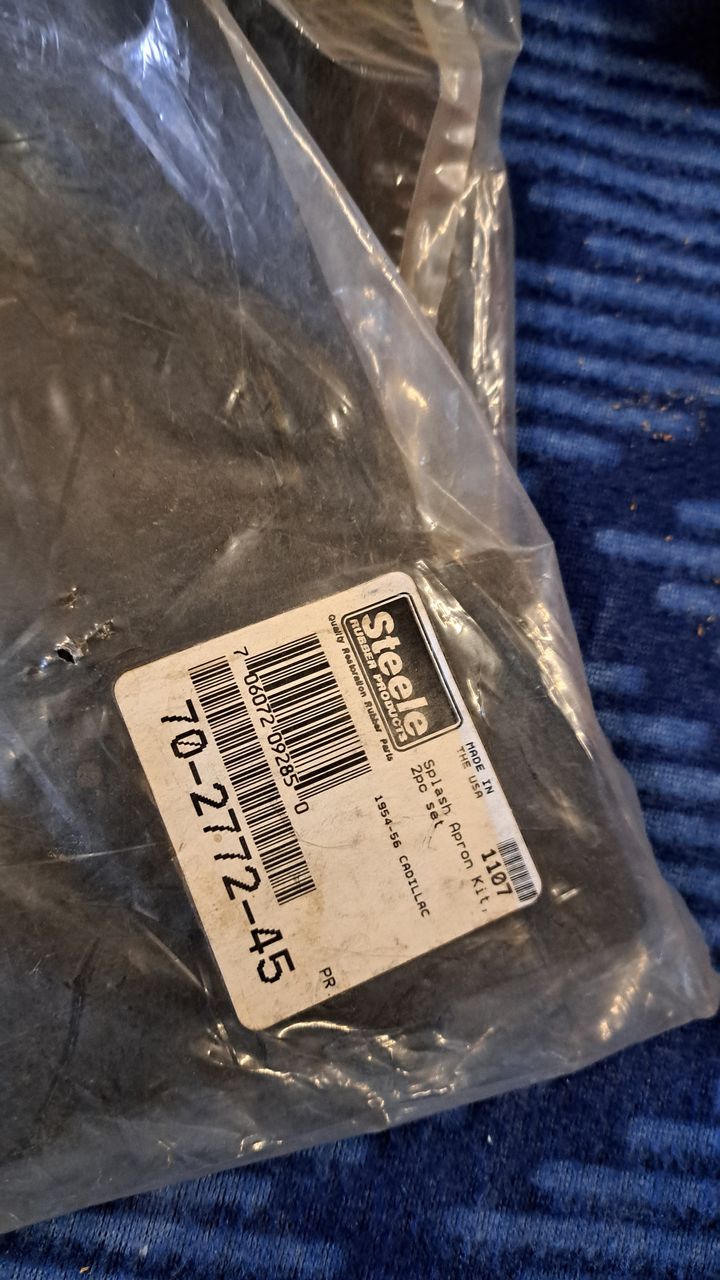 Steele
RUBBER PRODUCTS
Quality Restoration Rubber Parts
MADE IN
THE USA
1107
Splash Apron Kit,
2pc set
1954-56 CADILLAC
7 06072 09285 0
70-2772-45
PR